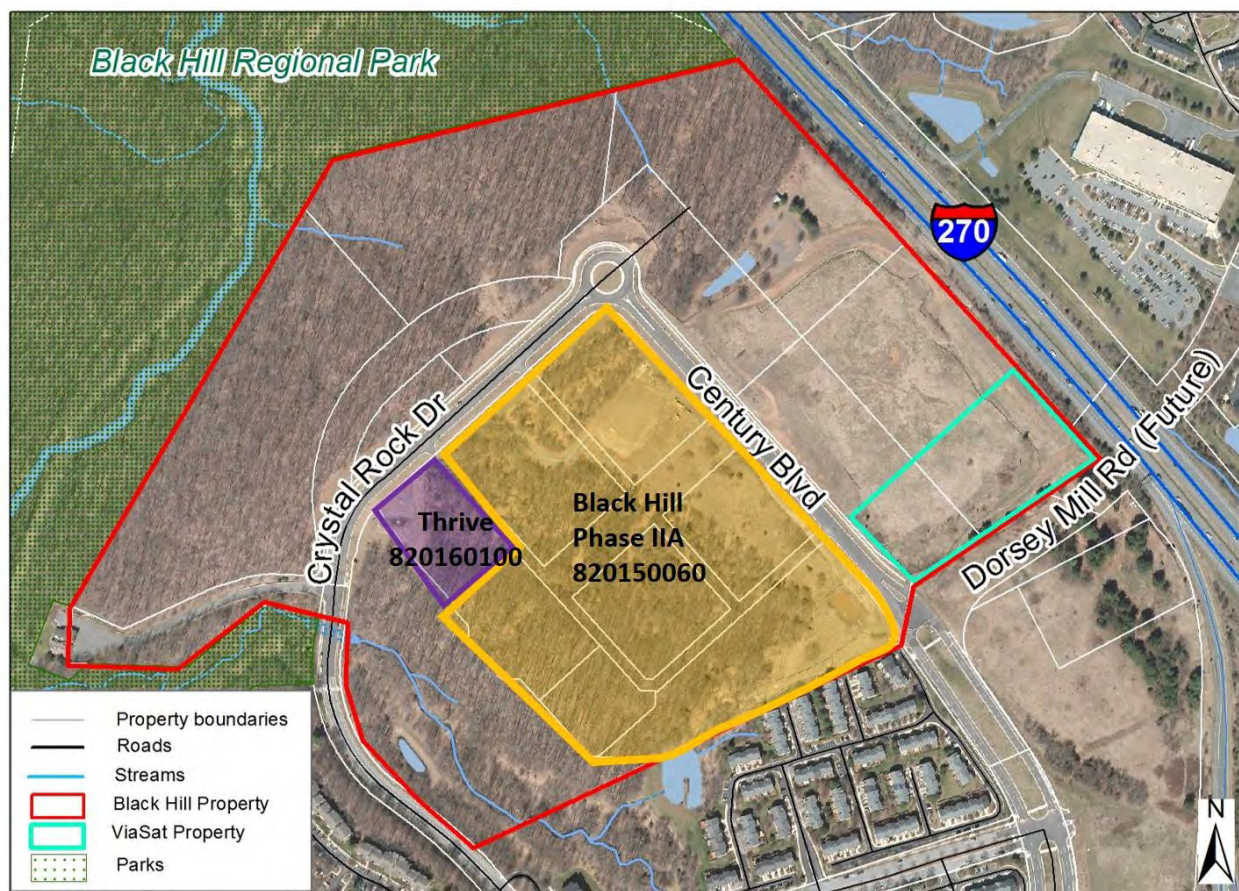 Black Hill Regional Park
270
Crystal Rock Dr
Century Blvd
Dorsey Mill Rd (Future)
Thrive
820160100
Black Hill
Phase IIA
820150060
Property boundaries
Roads
Streams
Black Hill Property
ViaSat Property
Parks
N